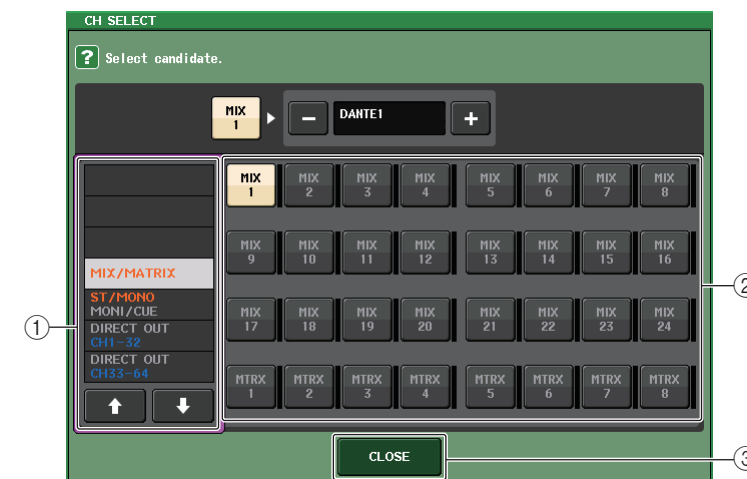 CH SELECT
? Select candidate.
MIX 1
−
DANTE1
+
MIX/MATRIX
ST/MONO
MONI/CUE
DIRECT OUT
CH1-32
DIRECT OUT
CH33-64
MIX 1 MIX 2 MIX 3 MIX 4 MIX 5 MIX 6 MIX 7 MIX 8
MIX 9 MIX 10 MIX 11 MIX 12 MIX 13 MIX 14 MIX 15 MIX 16
MIX 17 MIX 18 MIX 19 MIX 20 MIX 21 MIX 22 MIX 23 MIX 24
MTRX 1 MTRX 2 MTRX 3 MTRX 4 MTRX 5 MTRX 6 MTRX 7 MTRX 8
CLOSE
1
2
3